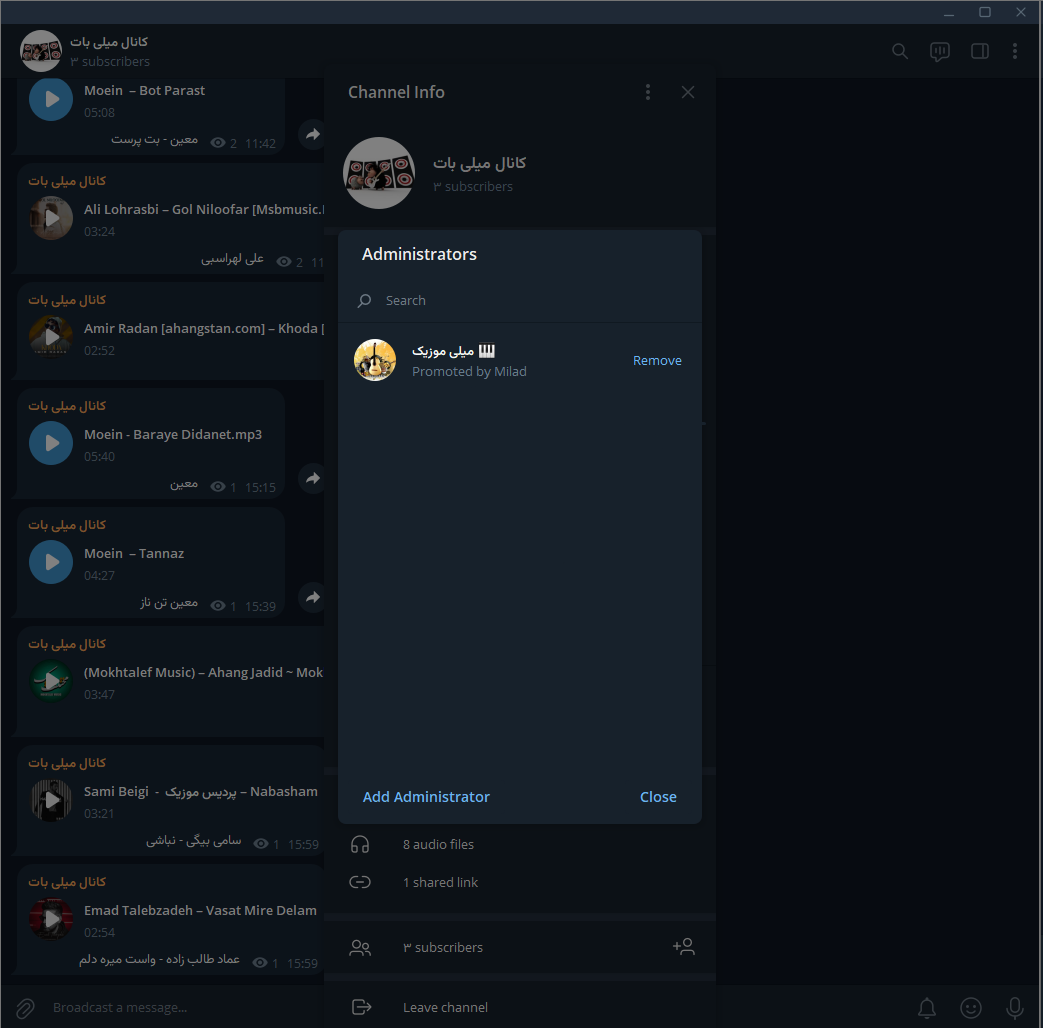 کانال میلی بات
۳ subscribers
Moein – Bot Parast
05:08
معین - بت پرست
2 11:42
کانال میلی بات
Ali Lohrasbi – Gol Niloofar [Msbmusic.
03:24
علی لهراسبی
2 11
کانال میلی بات
Amir Radan [ahangstan.com] – Khoda [
02:52
کانال میلی بات
Moein - Baraye Didanet.mp3
05:40
معین
1 15:15
کانال میلی بات
Moein – Tannaz
04:27
معین تن ناز
1 15:39
کانال میلی بات
(Mokhtalef Music) – Ahang Jadid ~ Mok
03:47
کانال میلی بات
Sami Beigi - پردیس موزیک – Nabasham
03:21
سامی بیگی - نباشی
1 15:59
کانال میلی بات
Emad Talebzadeh – Vasat Mire Delam
02:54
عماد طالب زاده - واست میره دلم
1 15:59
Broadcast a message...
Channel Info
کانال میلی بات
۳ subscribers
Administrators
Search
میلی موزیک 🎹
Promoted by Milad
Remove
Add Administrator
Close
8 audio files
1 shared link
۳ subscribers
Leave channel